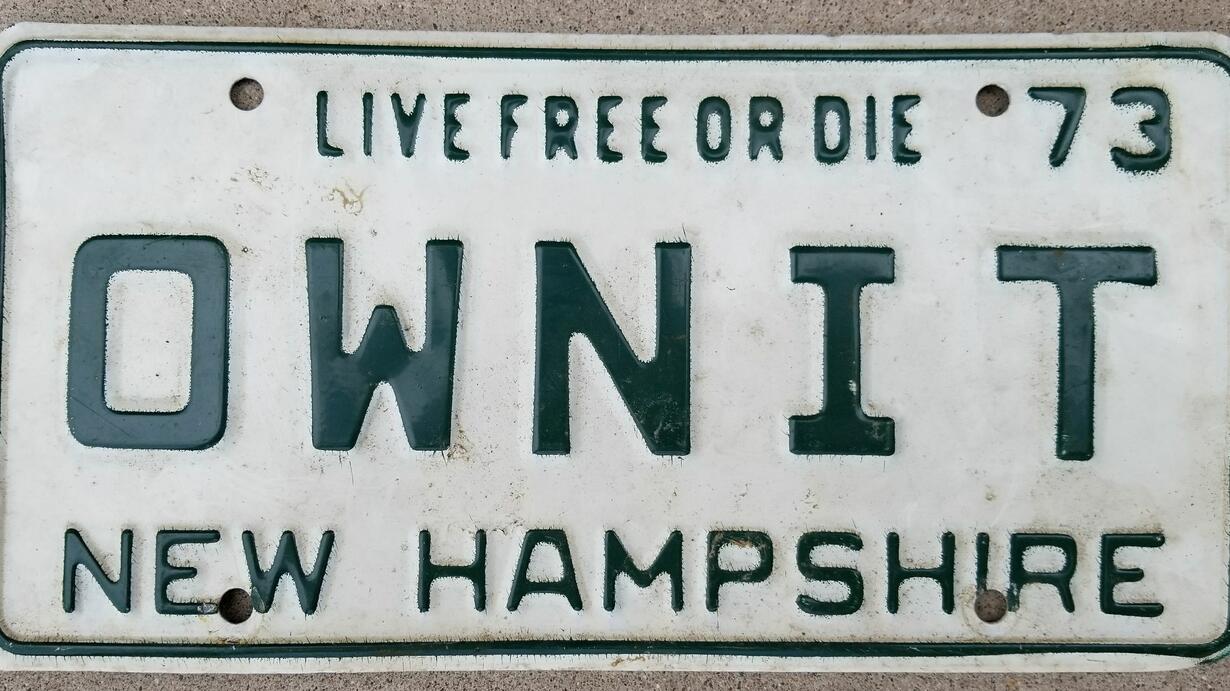 LIVE FREE OR DIE 73
OWNIT
NEW HAMPSHIRE